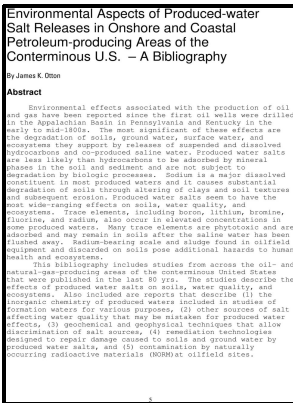 Environmental Aspects of Produced-water
Salt Releases in Onshore and Coastal
Petroleum-producing Areas of the
Conterminous U.S. – A Bibliography
By James K. Otton
Abstract
Environmental effects associated with the production of oil
and gas have been reported since the first oil wells were drilled
in the Appalachian Basin in Pennsylvania and Kentucky in the
early to mid-1800s. The most significant of these effects are
the degradation of soils, ground water, surface water, and
ecosystems they support by releases of suspended and dissolved
hydrocarbons and co-produced saline water. Produced water salts
are less likely than hydrocarbons to be adsorbed by mineral
phases in the soil and sediment and are not subject to
degradation by biologic processes. Sodium is a major dissolved
constituent in most produced waters and it causes substantial
degradation of soils through altering of clays and soil textures
and subsequent erosion. Produced water salts seem to have the
most wide-ranging effects on soils, water quality, and
ecosystems. Trace elements, including boron, lithium, bromine,
fluorine, and radium, also occur in elevated concentrations in
some produced waters. Many trace elements are phytotoxic and are
adsorbed and may remain in soils after the saline water has been
flushed away. Radium-bearing scale and sludge found in oilfield
equipment and discarded on soils pose additional hazards to human
health and ecosystems.
This bibliography includes studies from across the oil- and
natural-gas-producing areas of the conterminous United States
that were published in the last 80 yrs. The studies describe the
effects of produced water on soils, water quality, and
ecosystems. Also included are reports that describe (1) the
inorganic chemistry of produced waters included in studies of
formation waters for various purposes, (2) other sources of salt
affecting water quality that may be mistaken for produced water
effects, (3) geochemical and geophysical techniques that allow
discrimination of salt sources, (4) remediation technologies
designed to repair damage caused to soils and ground water by
produced water salts, and (5) contamination by naturally
occurring radioactive materials (NORM) at oilfield sites.
5